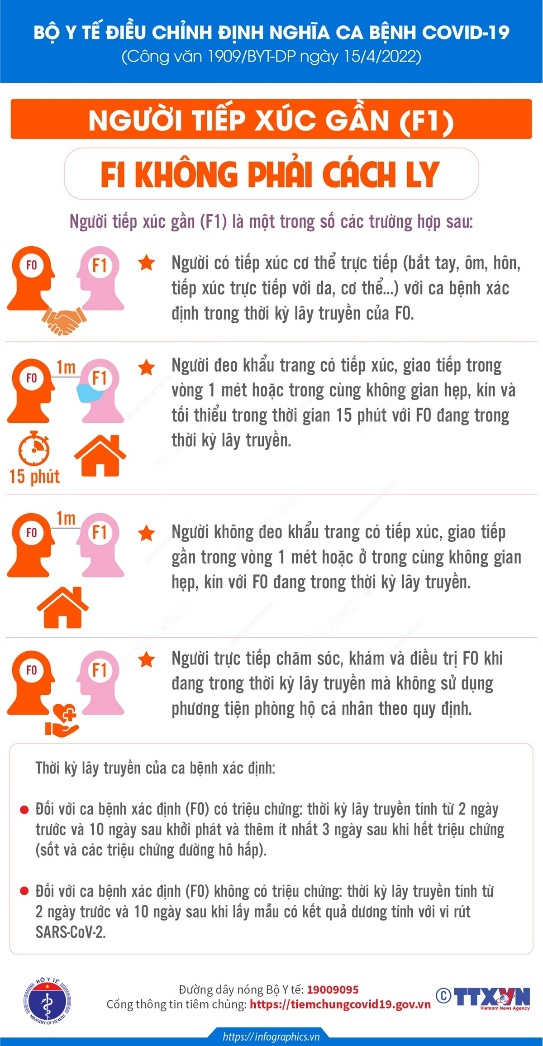 BỘ Y TẾ ĐIỀU CHỈNH ĐỊNH NGHĨA CA BỆNH COVID-19
(Công văn 1909/BYT-DP ngày 15/4/2022)
NGƯỜI TIẾP XÚC GẦN (F1)
F1 KHÔNG PHẢI CÁCH LY
Người tiếp xúc gần (F1) là một trong số các trường hợp sau:
F0 F1
Người có tiếp xúc cơ thể trực tiếp (bắt tay, ôm, hôn,
tiếp xúc trực tiếp với da, cơ thể...) với ca bệnh xác
định trong thời kỳ lây truyền của F0.
F0 1m F1
15 phút
Người đeo khẩu trang có tiếp xúc, giao tiếp trong
vòng 1 mét hoặc trong cùng không gian hẹp, kín và
tối thiểu trong thời gian 15 phút với F0 đang trong
thời kỳ lây truyền.
F0 1m F1
Người không đeo khẩu trang có tiếp xúc, giao tiếp
gần trong vòng 1 mét hoặc ở trong cùng không gian
hẹp, kín với F0 đang trong thời kỳ lây truyền.
F0 F1
Người trực tiếp chăm sóc, khám và điều trị F0 khi
đang trong thời kỳ lây truyền mà không sử dụng
phương tiện phòng hộ cá nhân theo quy định.
Thời kỳ lây truyền của ca bệnh xác định:
Đối với ca bệnh xác định (F0) có triệu chứng: thời kỳ lây truyền tính từ 2 ngày
trước và 10 ngày sau khởi phát và thêm ít nhất 3 ngày sau khi hết triệu chứng
(sốt và các triệu chứng đường hô hấp).
Đối với ca bệnh xác định (F0) không có triệu chứng: thời kỳ lây truyền tính từ
2 ngày trước và 10 ngày sau khi lấy mẫu có kết quả dương tính với vi rút
SARS-CoV-2.
BỘ Y TẾ
MINISTRY OF HEALTH
Đường dây nóng Bộ Y tế: 19009095
Cổng thông tin tiêm chủng: https://tiemchungcovid19.gov.vn
© TTXVN
Vietnam News Agency
https://infographics.vn